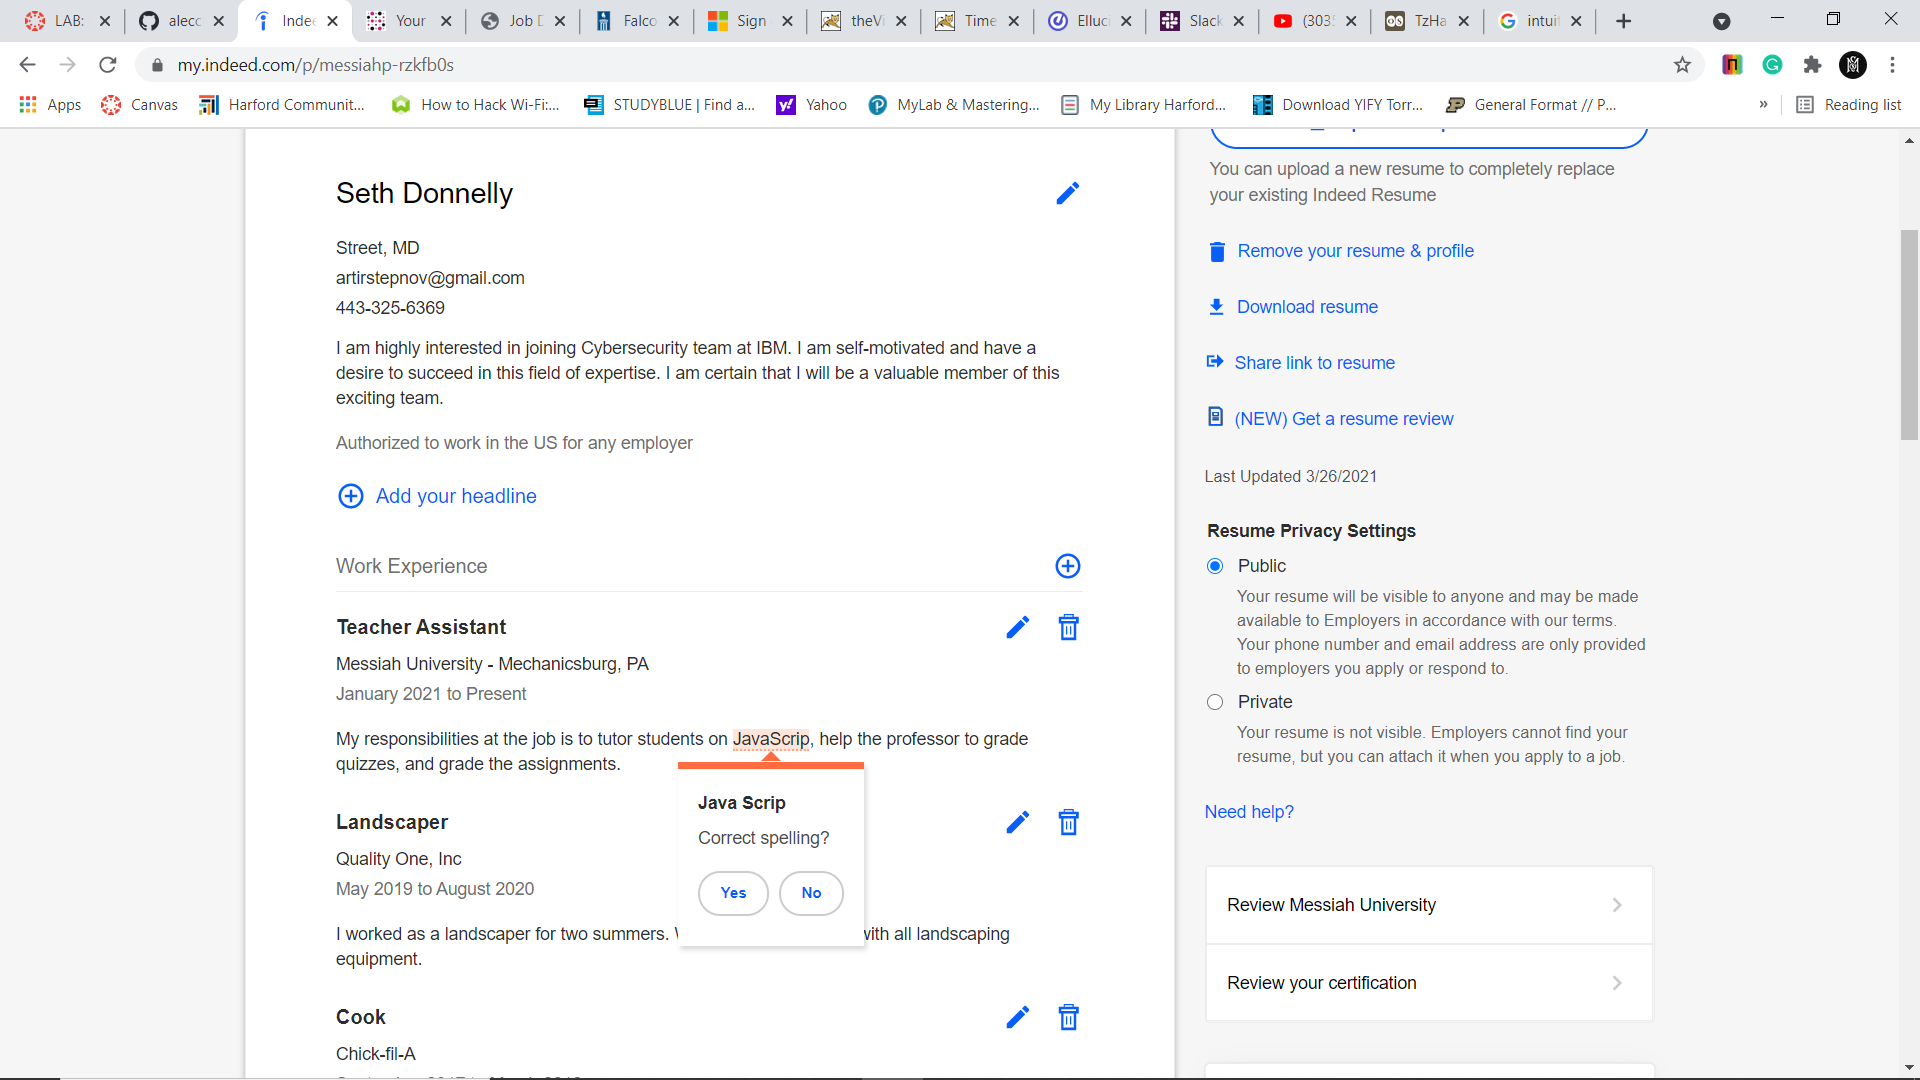 LAB:
alecc
Indee
Your
Job D
Falco
Sign
theVi
Time
Elluci
Slack
(303
TzHa
intuit
my.indeed.com/p/messiahp-rzkfb0s
Apps
Canvas
Harford Communit...
How to Hack Wi-Fi:...
STUDYBLUE | Find a...
Yahoo
MyLab & Mastering...
My Library Harford...
Download YIFY Torr...
General Format // P...
»
Reading list
Seth Donnelly
Street, MD
artirstepnov@gmail.com
443-325-6369
I am highly interested in joining Cybersecurity team at IBM. I am self-motivated and have a
desire to succeed in this field of expertise. I am certain that I will be a valuable member of this
exciting team.
Authorized to work in the US for any employer
Add your headline
Work Experience
Teacher Assistant
Messiah University - Mechanicsburg, PA
January 2021 to Present
My responsibilities at the job is to tutor students on JavaScrip, help the professor to grade
quizzes, and grade the assignments.
Java Scrip
Correct spelling?
Yes
No
Landscaper
Quality One, Inc
May 2019 to August 2020
I worked as a landscaper for two summers. with all landscaping
equipment.
Cook
Chick-fil-A
You can upload a new resume to completely replace
your existing Indeed Resume
Remove your resume & profile
Download resume
Share link to resume
(NEW) Get a resume review
Last Updated 3/26/2021
Resume Privacy Settings
Public
Your resume will be visible to anyone and may be made
available to Employers in accordance with our terms.
Your phone number and email address are only provided
to employers you apply or respond to.
Private
Your resume is not visible. Employers cannot find your
resume, but you can attach it when you apply to a job.
Need help?
Review Messiah University
Review your certification